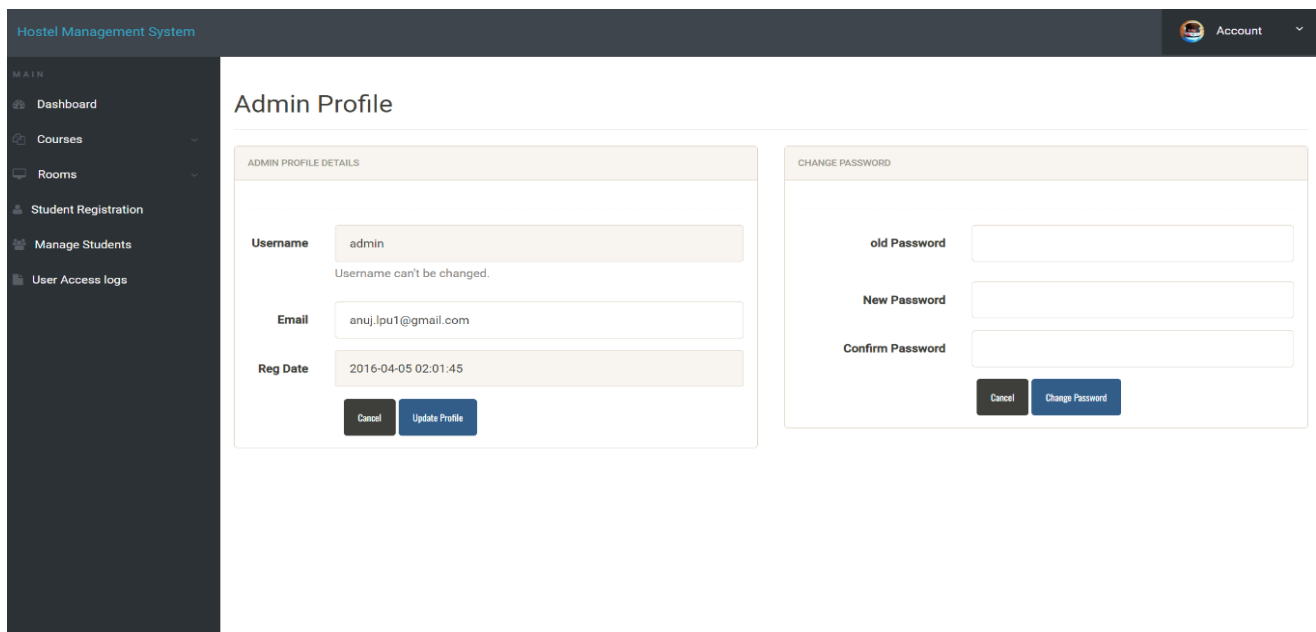 Hostel Management System
Account
MAIN
Dashboard
Courses
Rooms
Student Registration
Manage Students
User Access logs
Admin Profile
ADMIN PROFILE DETAILS
Username admin
Username can't be changed.
Email anuj.lpu1@gmail.com
Reg Date 2016-04-05 02:01:45
Cancel Update Profile
CHANGE PASSWORD
old Password
New Password
Confirm Password
Cancel Change Password